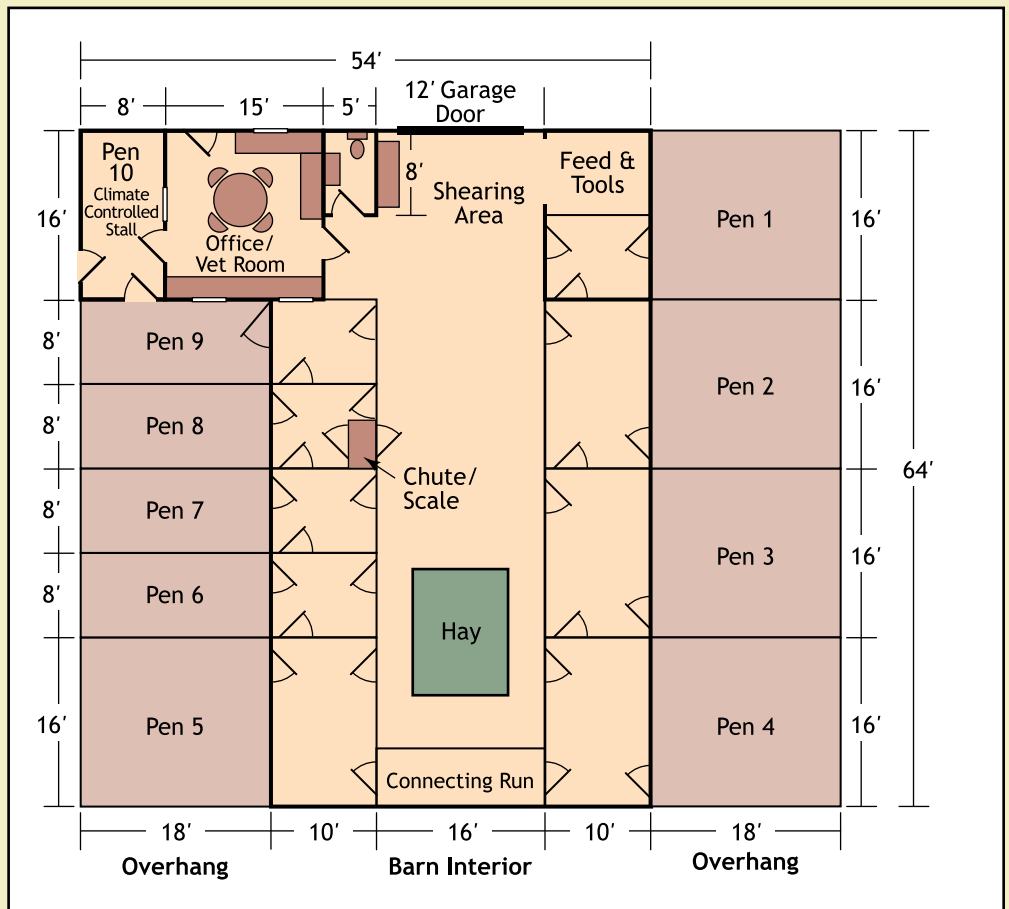 54′
12′ Garage
Door
8′
15′
5′
Pen
10
Climate
Controlled
Stall
8′
Shearing
Area
Feed &
Tools
16′
Office/
Vet Room
Pen 1
16′
8′
Pen 9
Pen 2
16′
8′
Pen 8
64′
Chute/
Scale
8′
Pen 7
Pen 3
16′
8′
Pen 6
Hay
16′
Pen 5
Pen 4
16′
Connecting Run
18′
10′
16′
10′
18′
Overhang
Barn Interior
Overhang